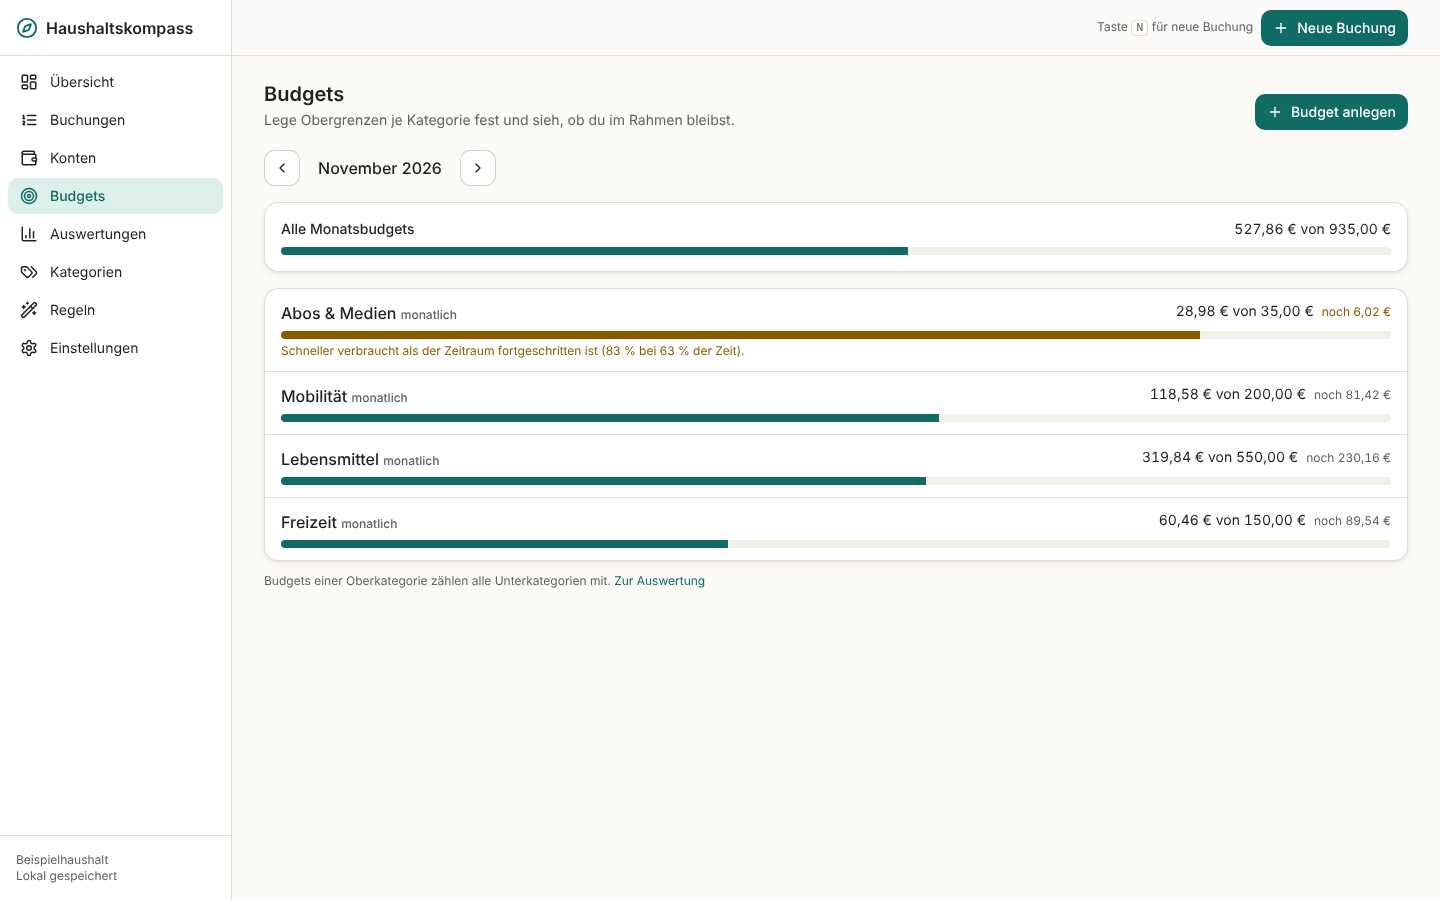 Haushaltskompass
Taste N für neue Buchung
Neue Buchung
Übersicht
Buchungen
Konten
Budgets
Auswertungen
Kategorien
Regeln
Einstellungen
Beispielhaushalt
Lokal gespeichert
Budgets
Lege Obergrenzen je Kategorie fest und sieh, ob du im Rahmen bleibst.
Budget anlegen
November 2026
Alle Monatsbudgets 527,86 € von 935,00 €
Abos & Medien monatlich 28,98 € von 35,00 € noch 6,02 €
Schneller verbraucht als der Zeitraum fortgeschritten ist (83 % bei 63 % der Zeit).
Mobilität monatlich 118,58 € von 200,00 € noch 81,42 €
Lebensmittel monatlich 319,84 € von 550,00 € noch 230,16 €
Freizeit monatlich 60,46 € von 150,00 € noch 89,54 €
Budgets einer Oberkategorie zählen alle Unterkategorien mit. Zur Auswertung